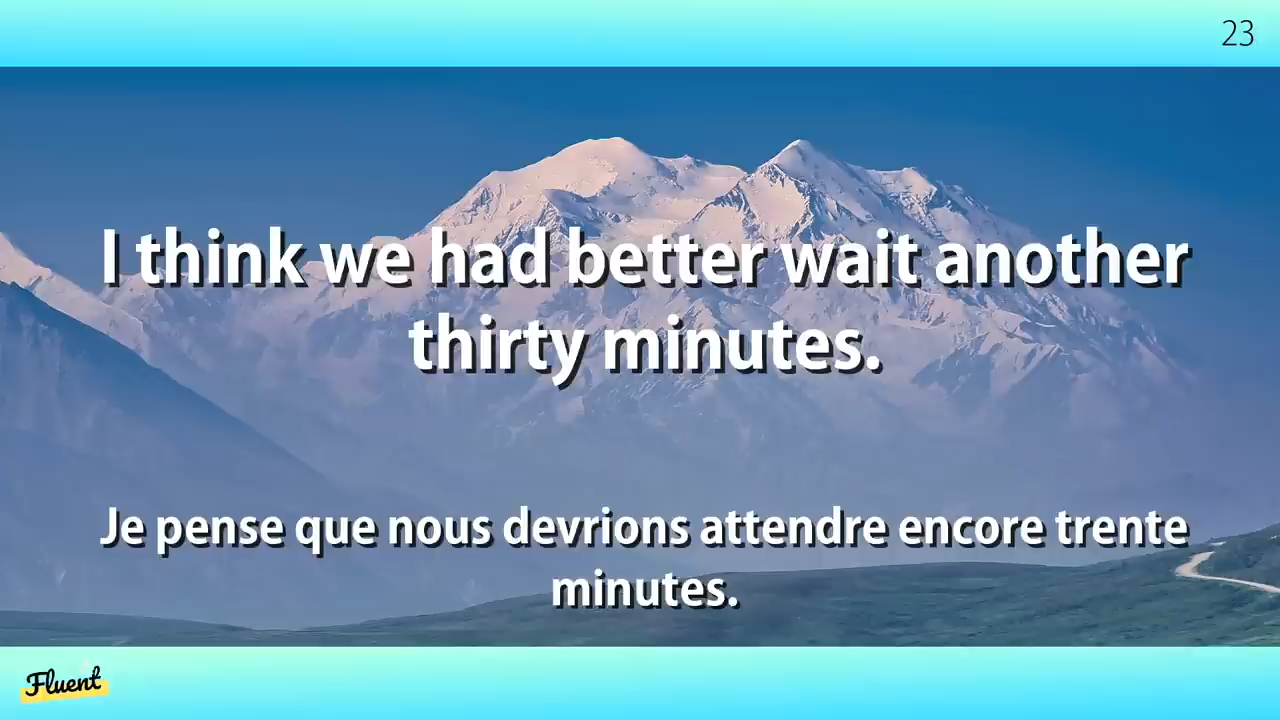 23
I think we had better wait another
thirty minutes.
Je pense que nous devrions attendre encore trente
minutes.
Fluent